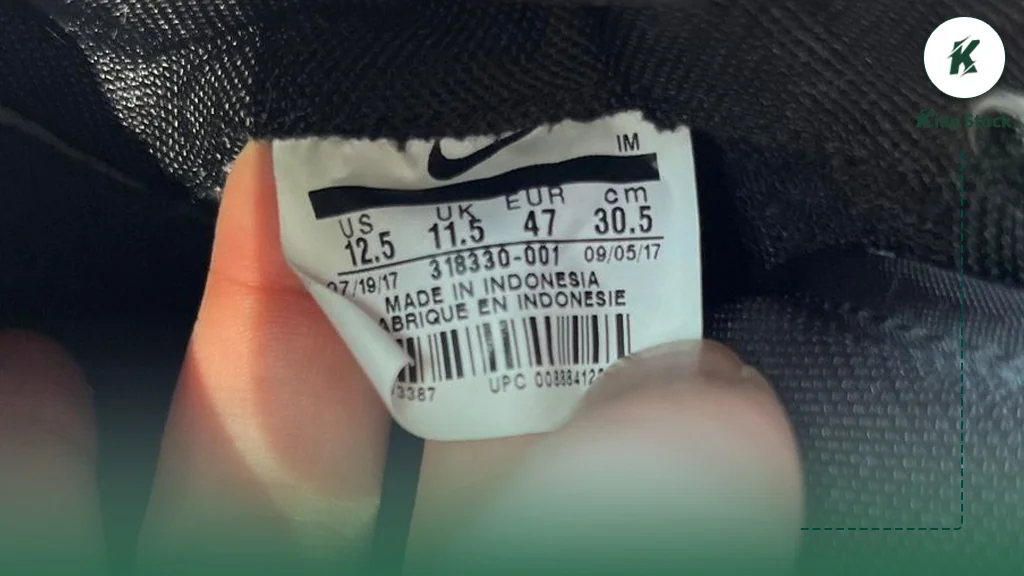 K
IM
US UK EUR cm
12.5 11.5 47 30.5
07/19/17 318330-001 09/05/17
MADE IN INDONESIA
ABRIQUE EN INDONESIE
3387 UPC 00888412